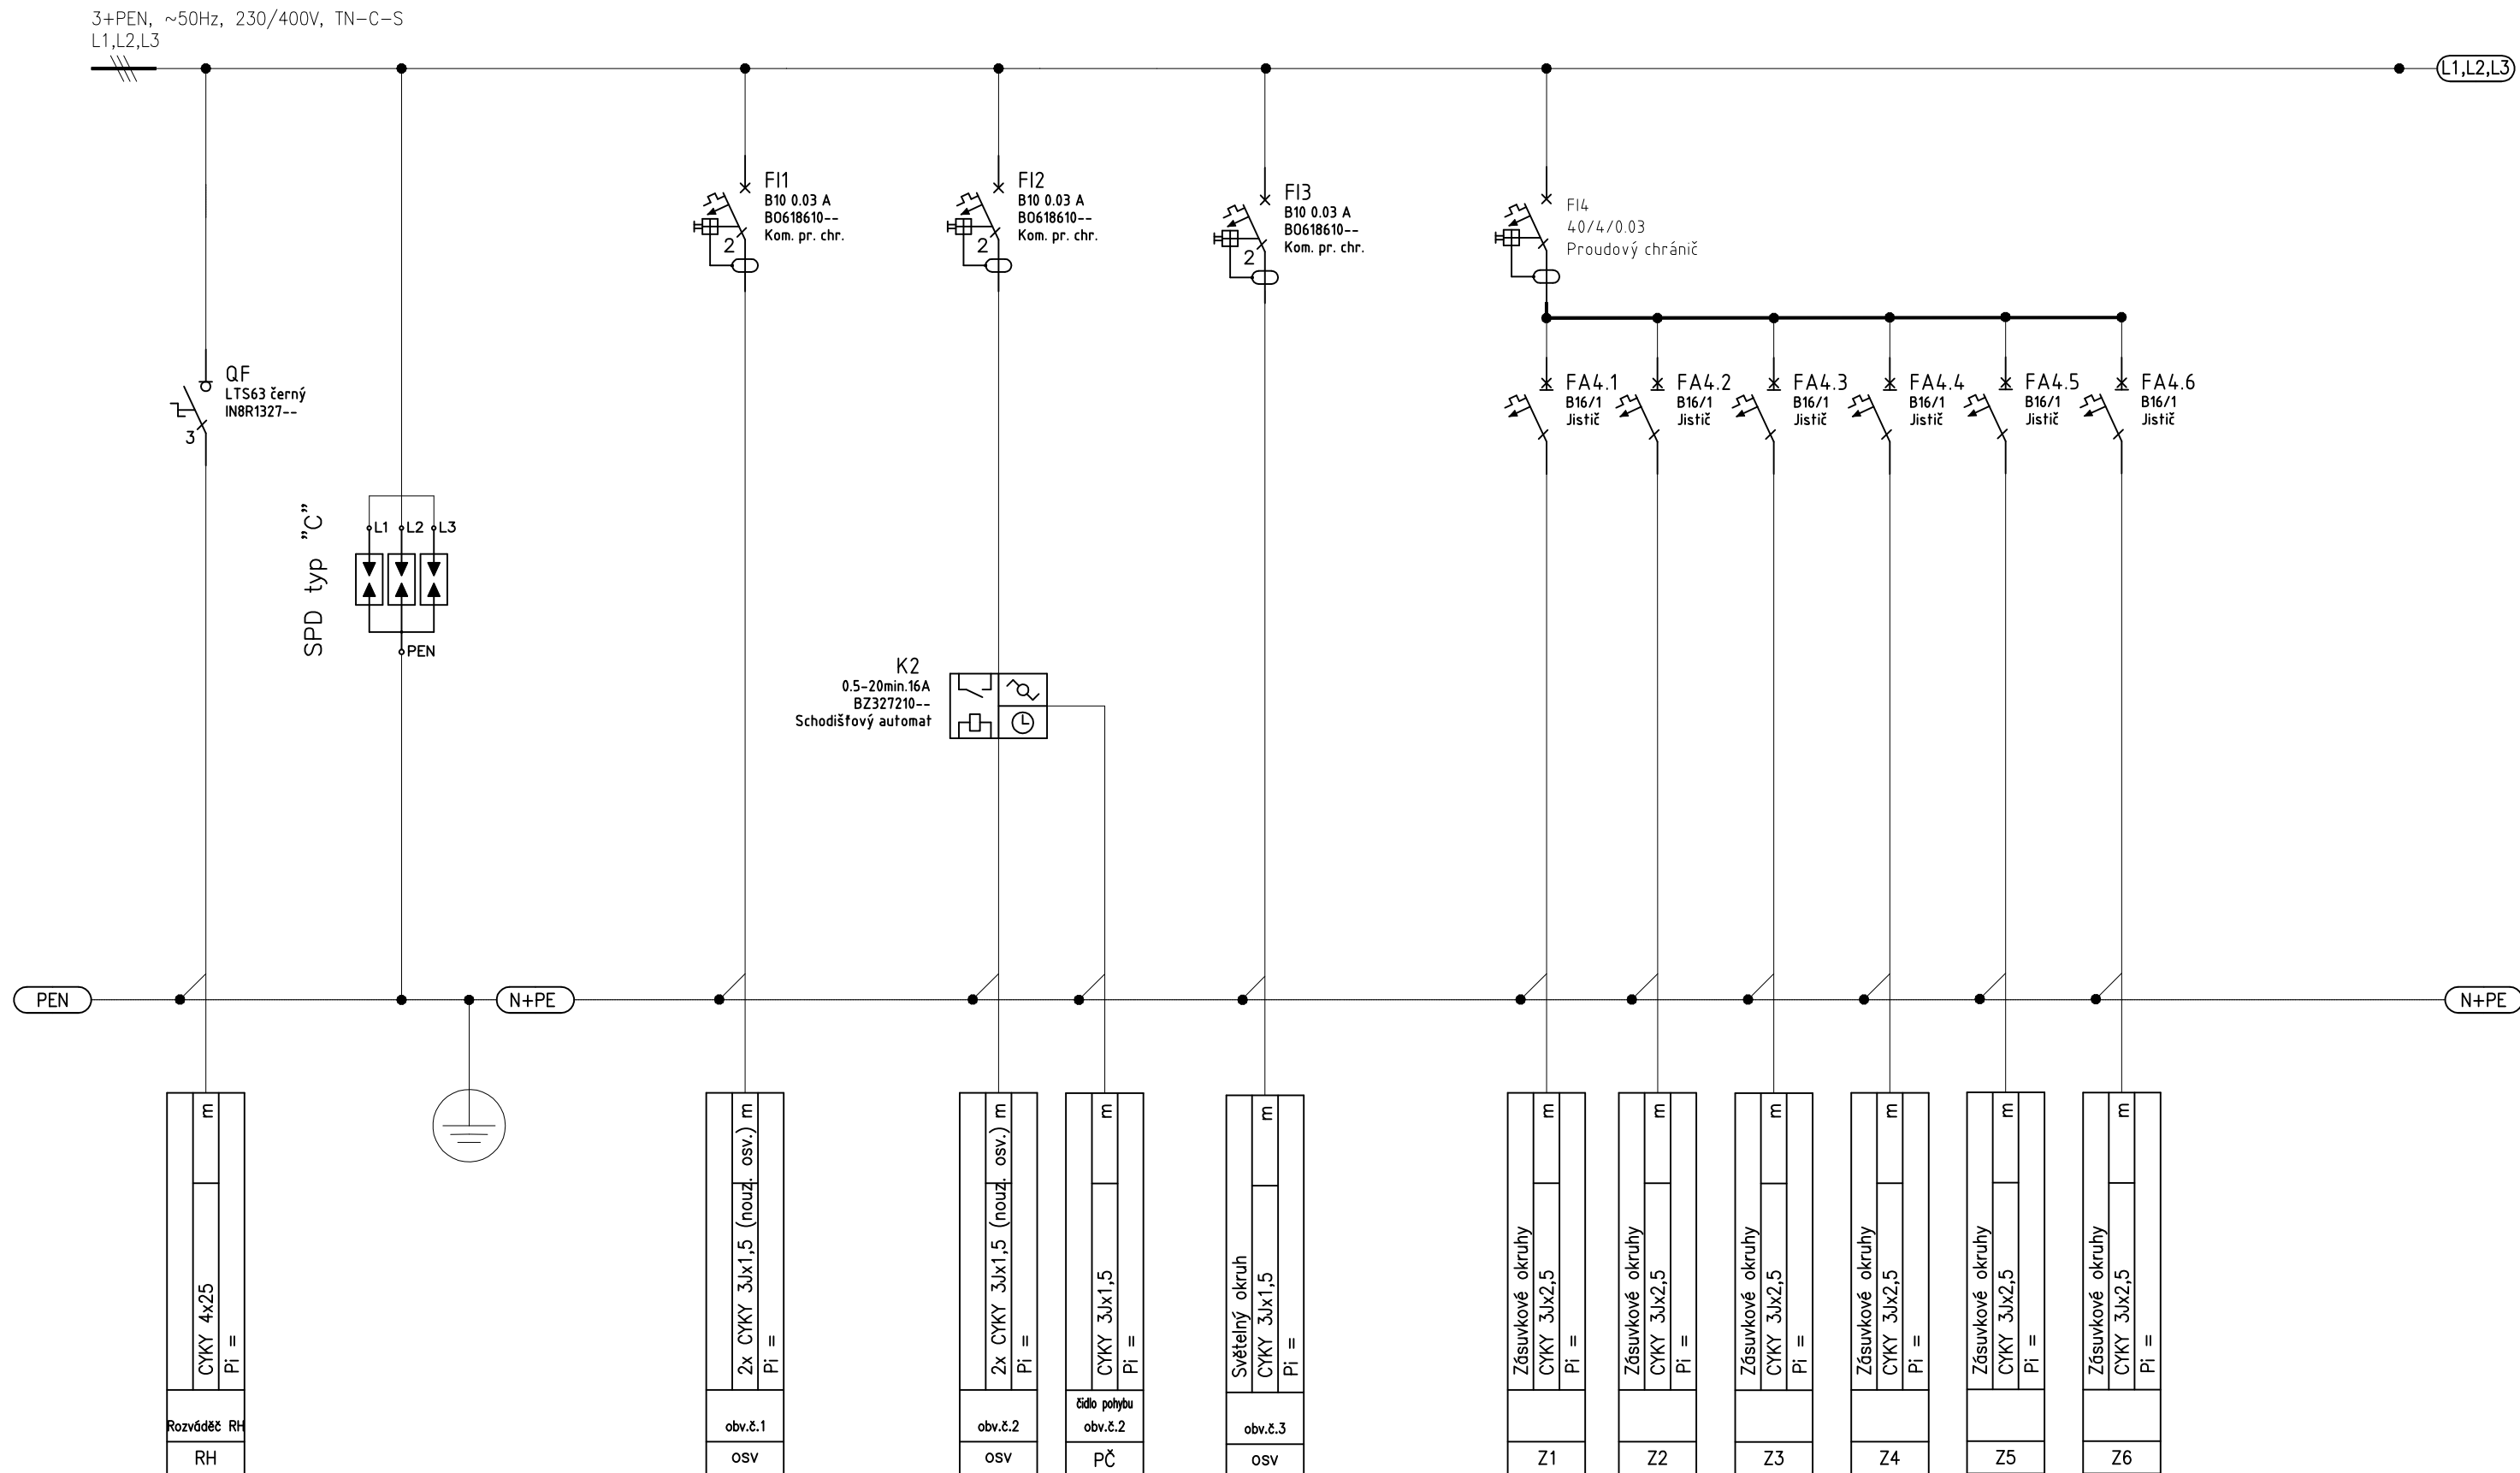 3+PEN, ~50Hz, 230/400V, TN-C-S
L1,L2,L3
L1,L2,L3
FI1
B10 0.03 A
BO618610--
Kom. pr. chr.
2
FI2
B10 0.03 A
BO618610--
Kom. pr. chr.
2
FI3
B10 0.03 A
BO618610--
Kom. pr. chr.
2
FI4
40/4/0.03
Proudový chránič
QF
LTS63 černý
IN8R1327--
3
FA4.1
B16/1
Jistič
FA4.2
B16/1
Jistič
FA4.3
B16/1
Jistič
FA4.4
B16/1
Jistič
FA4.5
B16/1
Jistič
FA4.6
B16/1
Jistič
SPD typ "C"
L1
L2
L3
PEN
K2
0.5-20min.16A
BZ327210--
Schodišťový automat
PEN
N+PE
N+PE
CYKY 4x25
m
Pi =
Rozváděč RH
RH
2x CYKY 3Jx1,5 (nouz. osv.) m
Pi =
obv.č.1
osv
2x CYKY 3Jx1,5 (nouz. osv.) m
Pi =
obv.č.2
osv
CYKY 3Jx1,5
m
Pi =
čidlo pohybu
obv.č.2
PČ
Světelný okruh
CYKY 3Jx1,5
m
Pi =
obv.č.3
osv
Zásuvkové okruhy
CYKY 3Jx2,5
m
Pi =
Z1
Zásuvkové okruhy
CYKY 3Jx2,5
m
Pi =
Z2
Zásuvkové okruhy
CYKY 3Jx2,5
m
Pi =
Z3
Zásuvkové okruhy
CYKY 3Jx2,5
m
Pi =
Z4
Zásuvkové okruhy
CYKY 3Jx2,5
m
Pi =
Z5
Zásuvkové okruhy
CYKY 3Jx2,5
m
Pi =
Z6